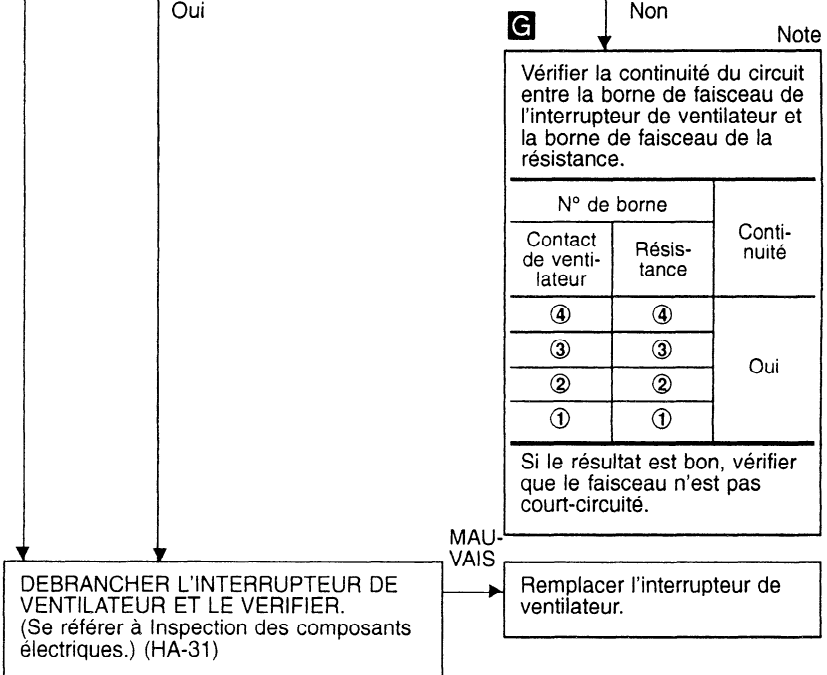 Oui
Non
G
Note
Vérifier la continuité du circuit
entre la borne de faisceau de
l'interrupteur de ventilateur et
la borne de faisceau de la
résistance.
N° de borne
Conti-
nuité
Contact
de venti-
lateur
Résis-
tance
④ ④
③ ③
② ②
① ①
Oui
Si le résultat est bon, vérifier
que le faisceau n'est pas
court-circuité.
MAU-
VAIS
DEBRANCHER L'INTERRUPTEUR DE
VENTILATEUR ET LE VERIFIER.
(Se référer à Inspection des composants
électriques.) (HA-31)
Remplacer l'interrupteur de
ventilateur.